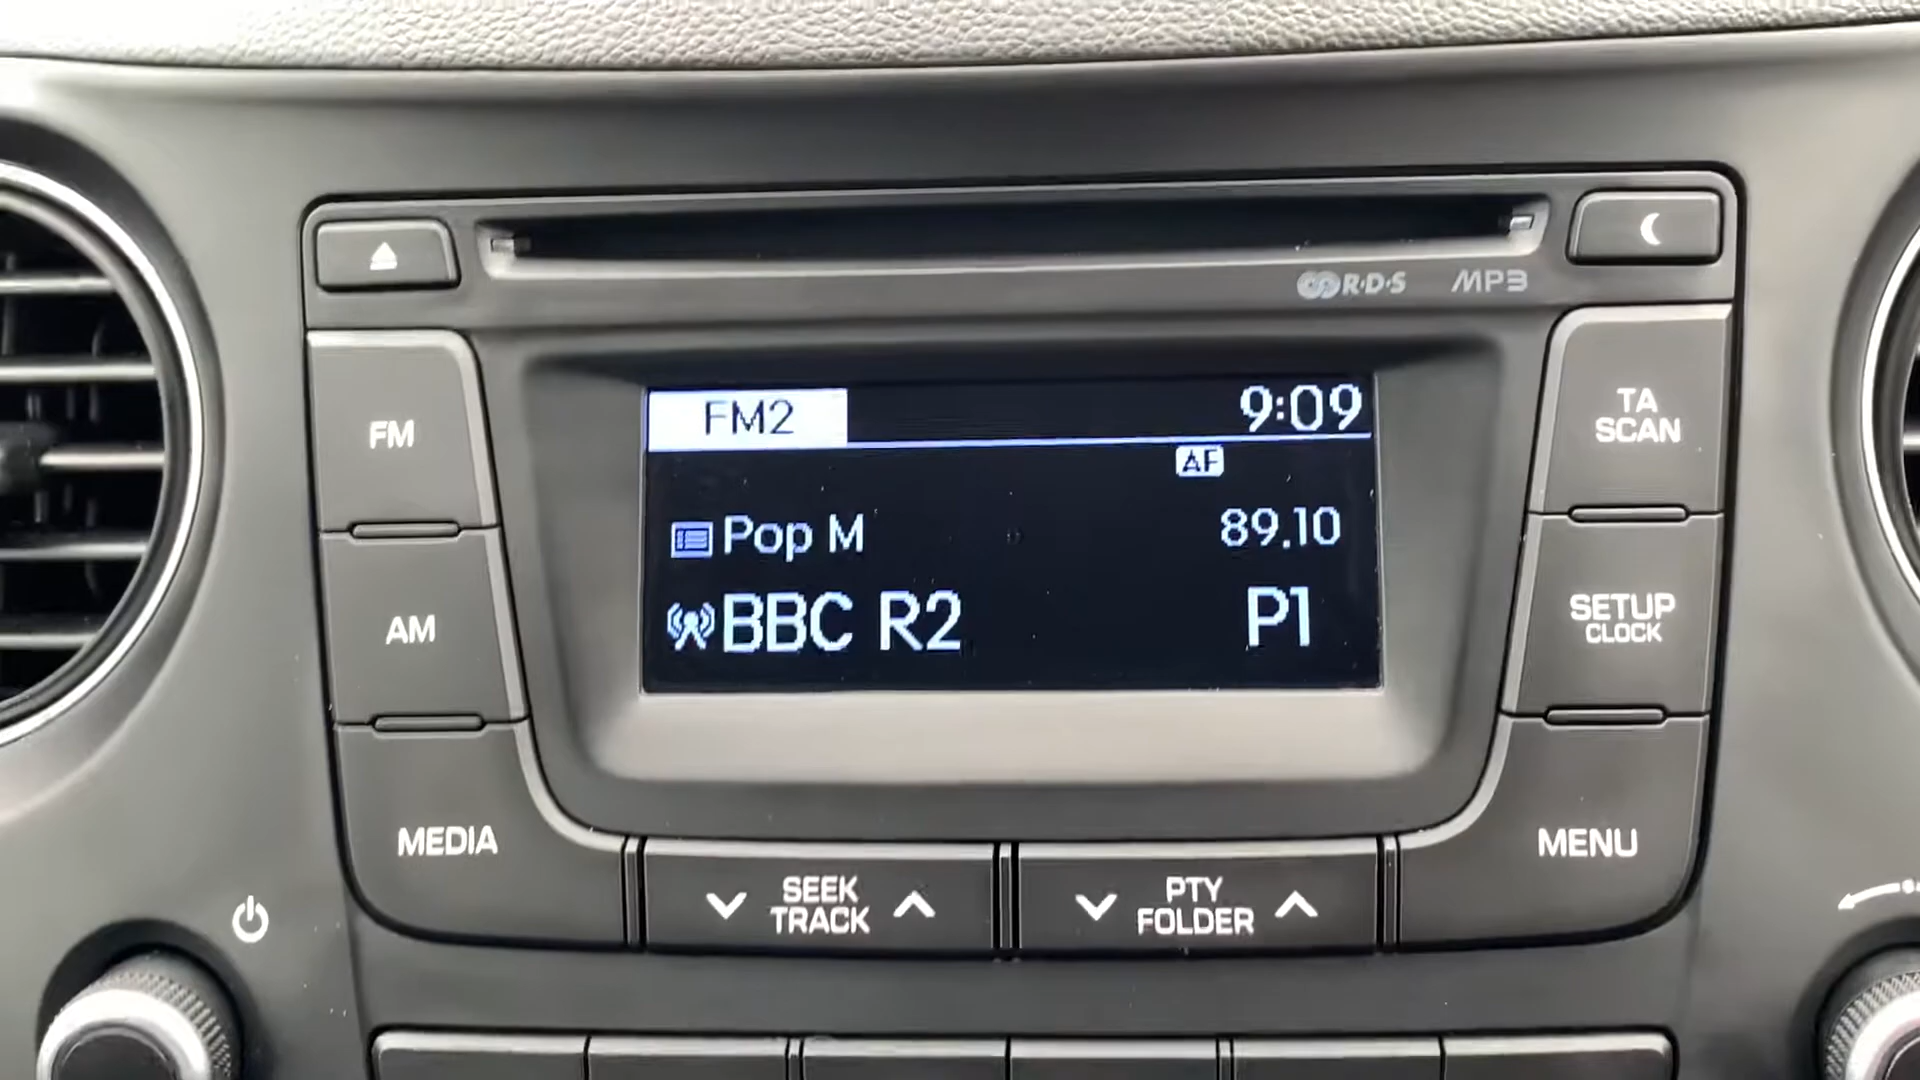 R·D·S MP3
FM2 9:09
AF
Pop M 89.10
BBC R2 P1
FM
AM
MEDIA
TA
SCAN
SETUP
CLOCK
MENU
SEEK
TRACK
PTY
FOLDER